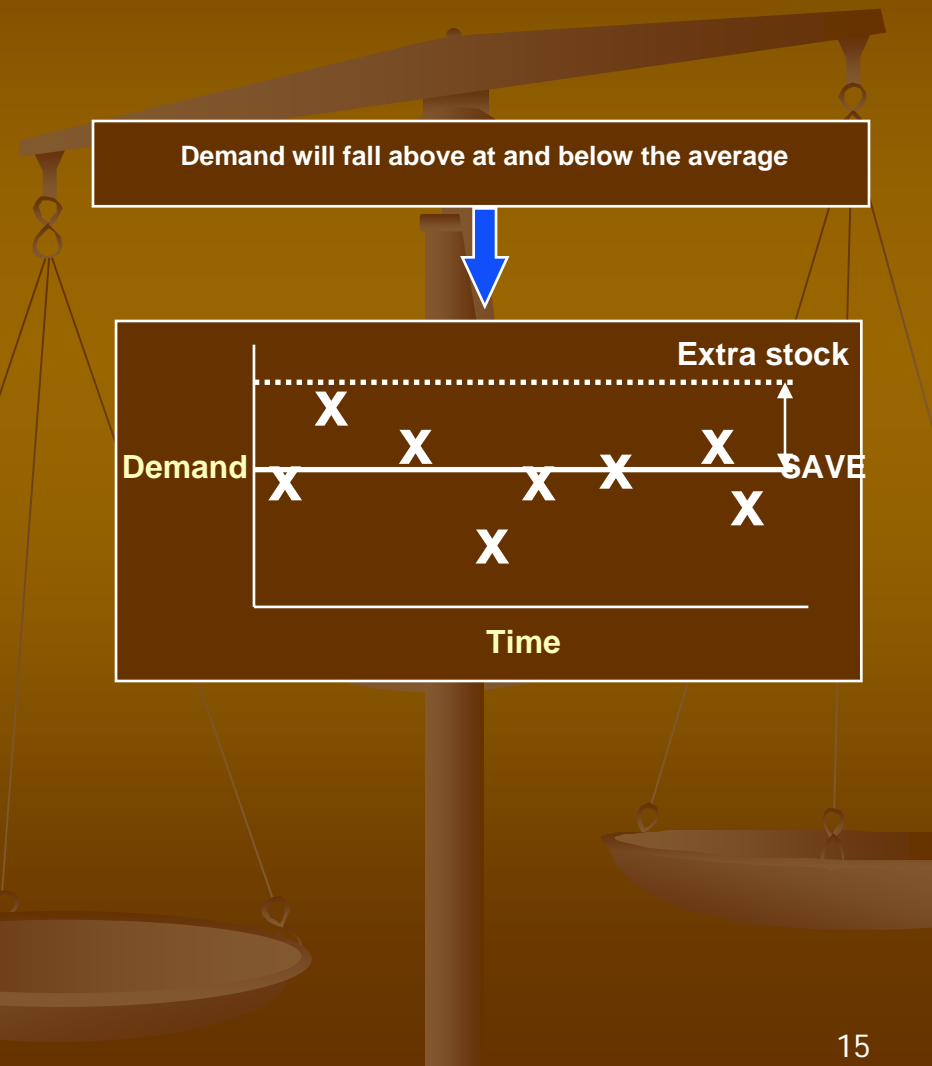 Demand will fall above at and below the average
Extra stock
X
X
X
Demand
SAVE
X
X
X
X
X
Time
15